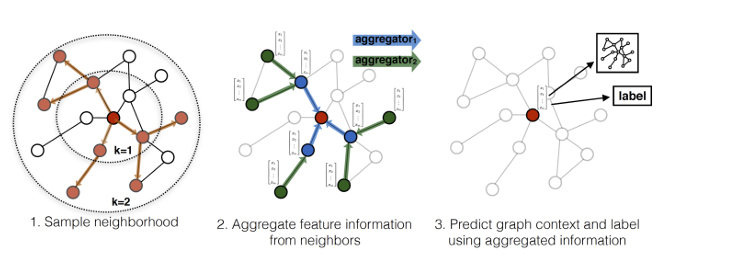 aggregator1
aggregator2
label
k=1
k=2
1. Sample neighborhood
2. Aggregate feature information
from neighbors
3. Predict graph context and label
using aggregated information